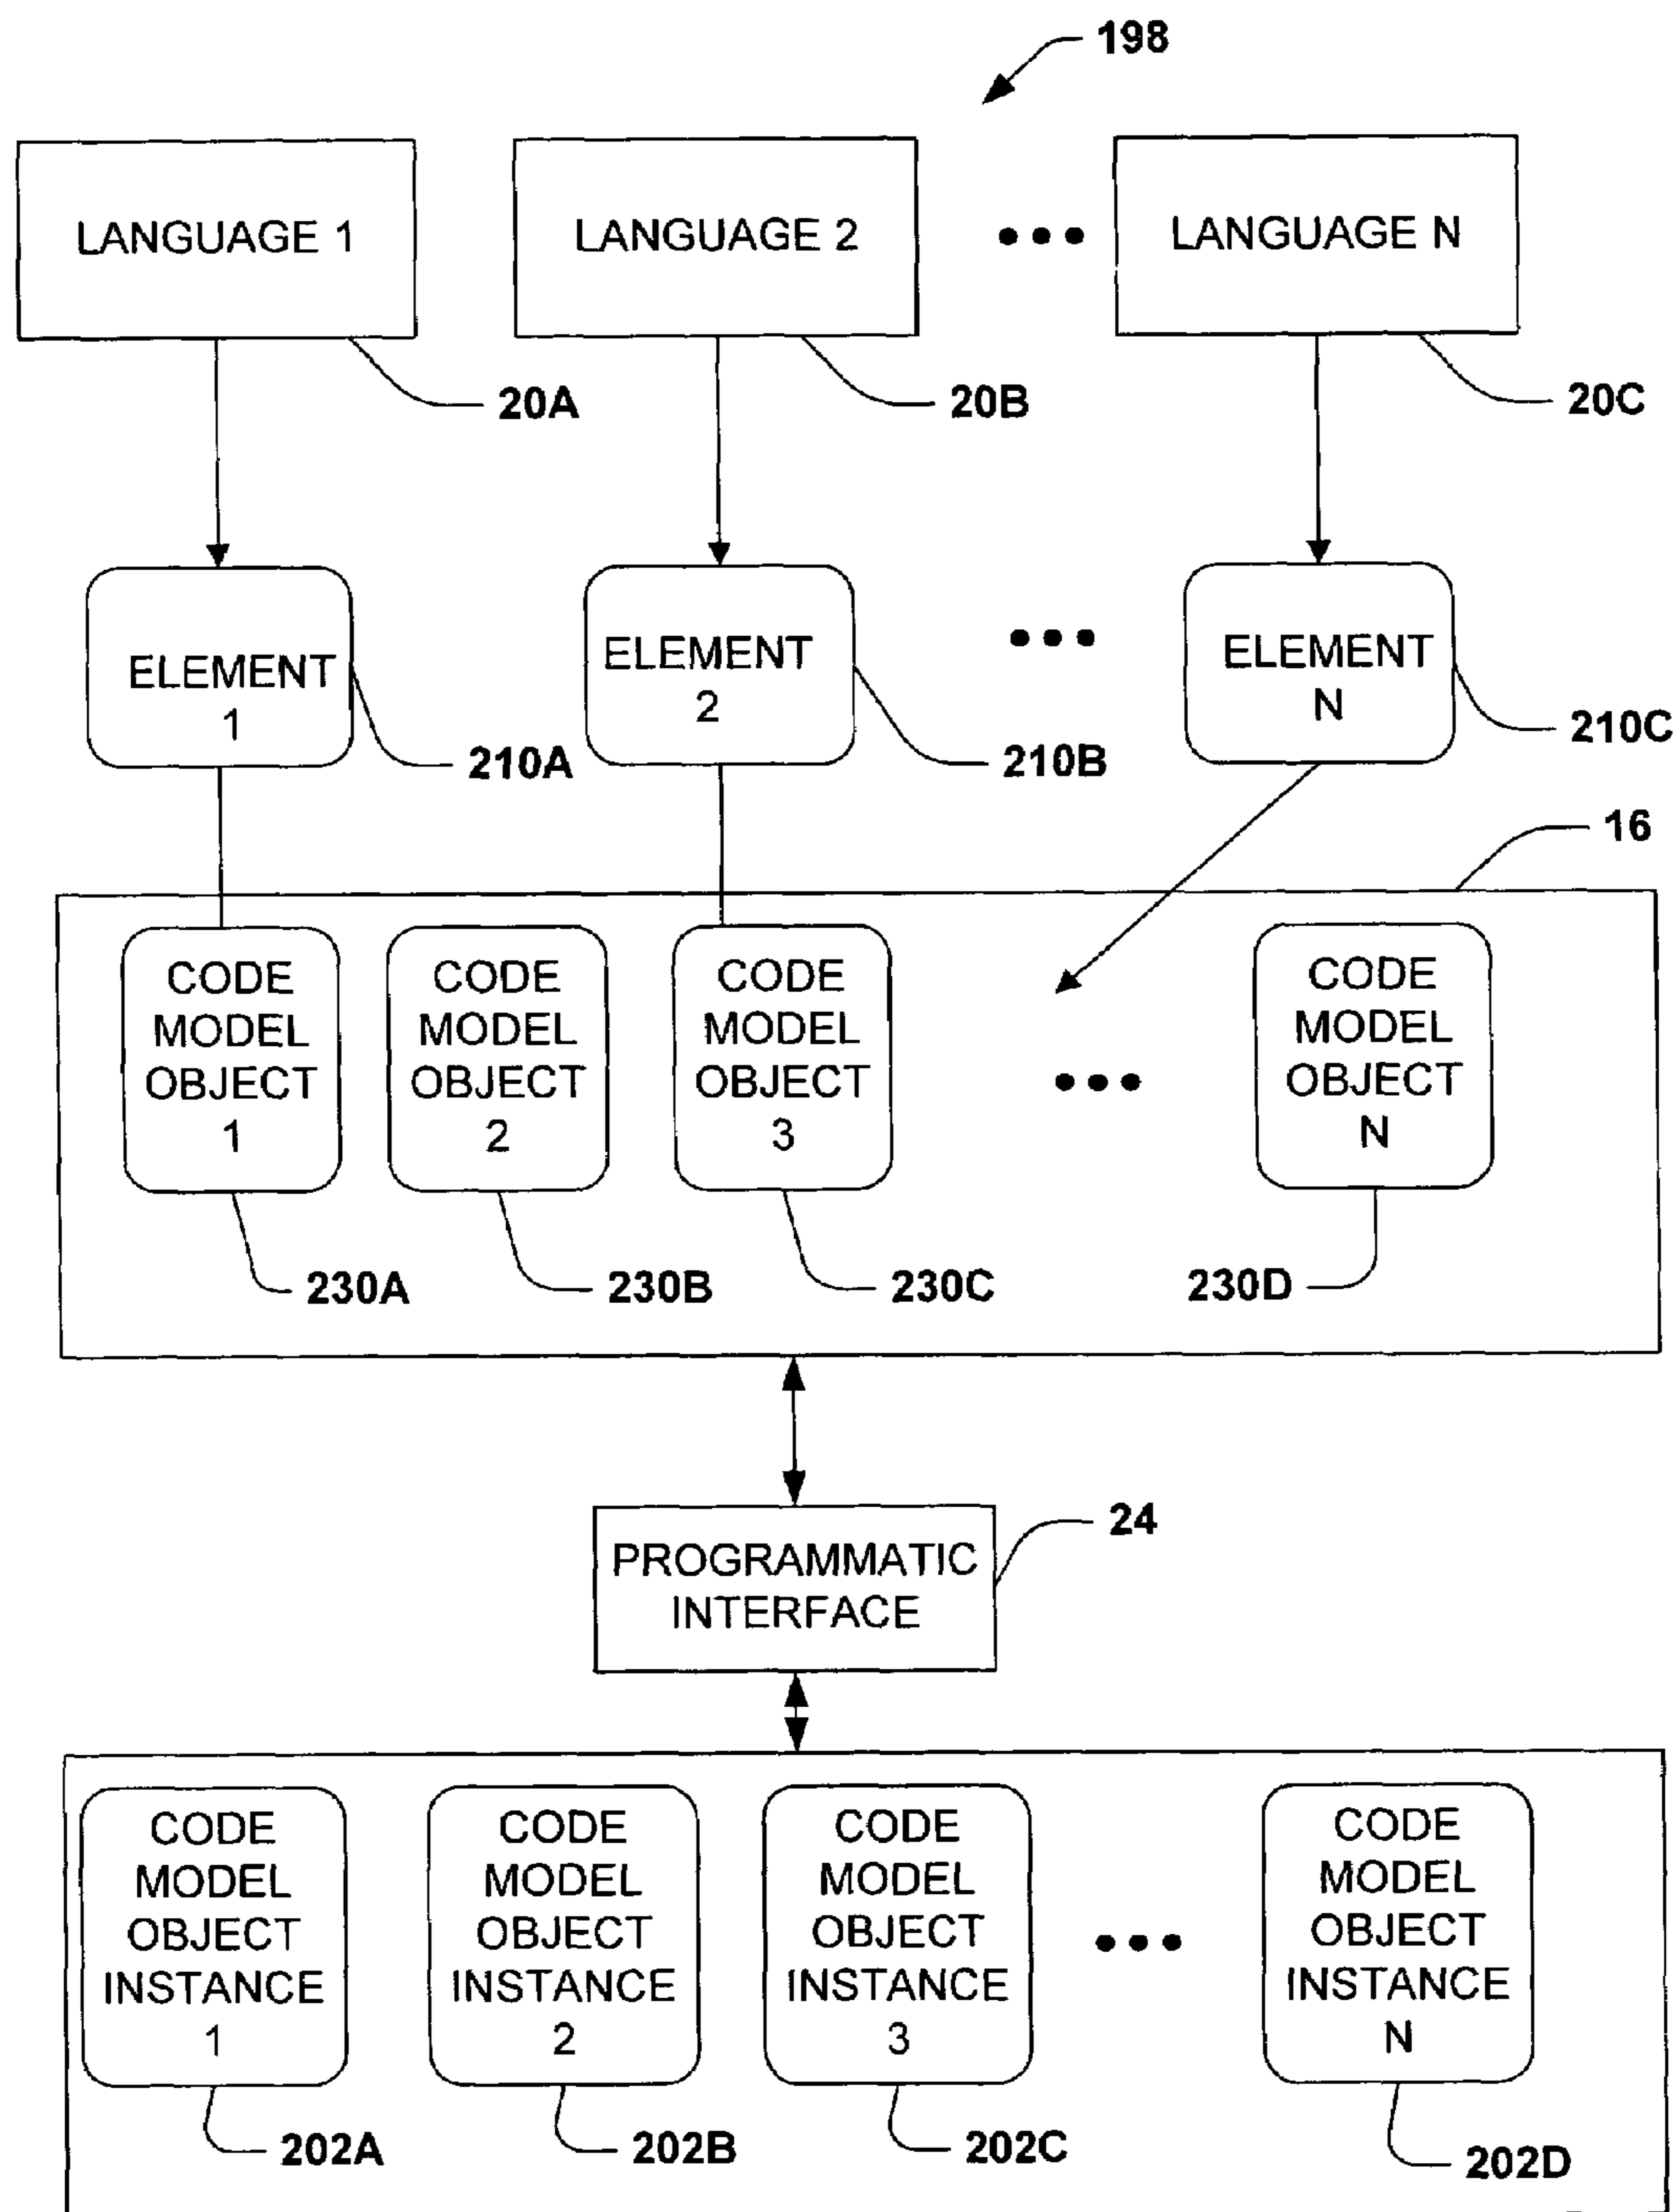 198
LANGUAGE 1
LANGUAGE 2
LANGUAGE N
20A
20B
20C
ELEMENT
1
ELEMENT
2
ELEMENT
N
210A
210B
210C
16
CODE
MODEL
OBJECT
1
CODE
MODEL
OBJECT
2
CODE
MODEL
OBJECT
3
CODE
MODEL
OBJECT
N
230A
230B
230C
230D
24
PROGRAMMATIC
INTERFACE
CODE
MODEL
OBJECT
INSTANCE
1
CODE
MODEL
OBJECT
INSTANCE
2
CODE
MODEL
OBJECT
INSTANCE
3
CODE
MODEL
OBJECT
INSTANCE
N
202A
202B
202C
202D